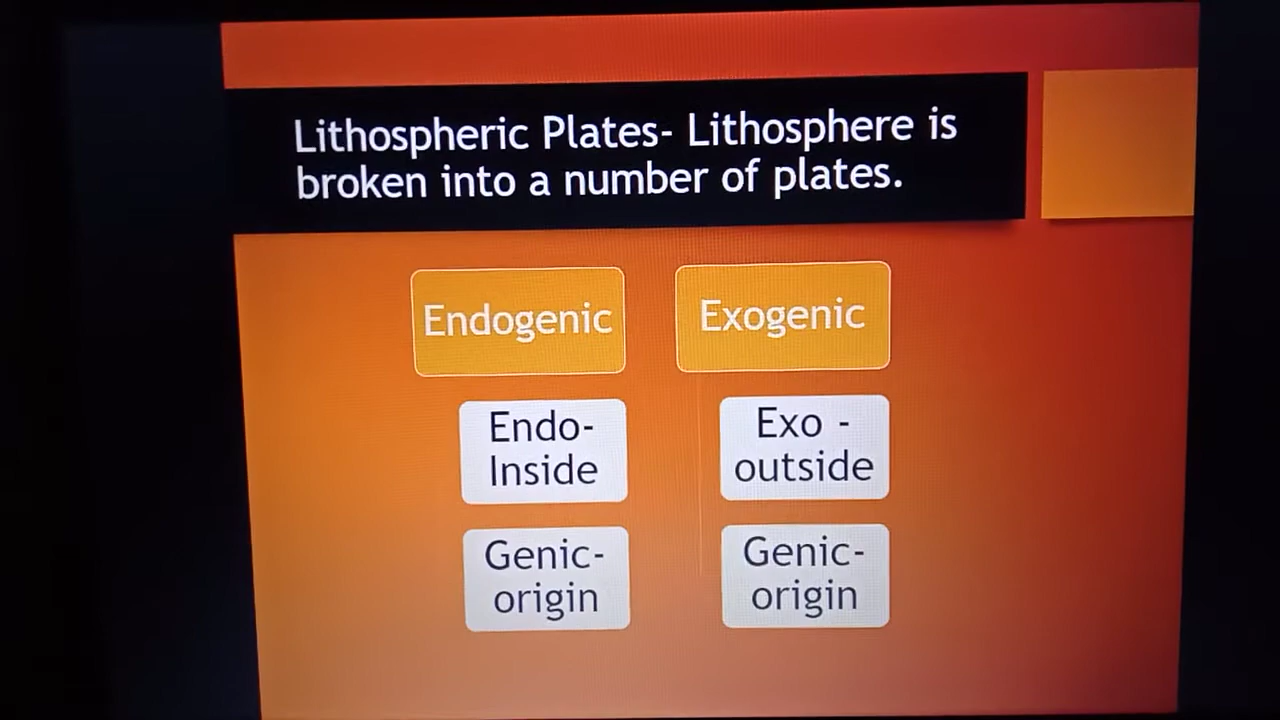 Lithospheric Plates- Lithosphere is
broken into a number of plates.
Endogenic
Exogenic
Endo-
Inside
Exo -
outside
Genic-
origin
Genic-
origin